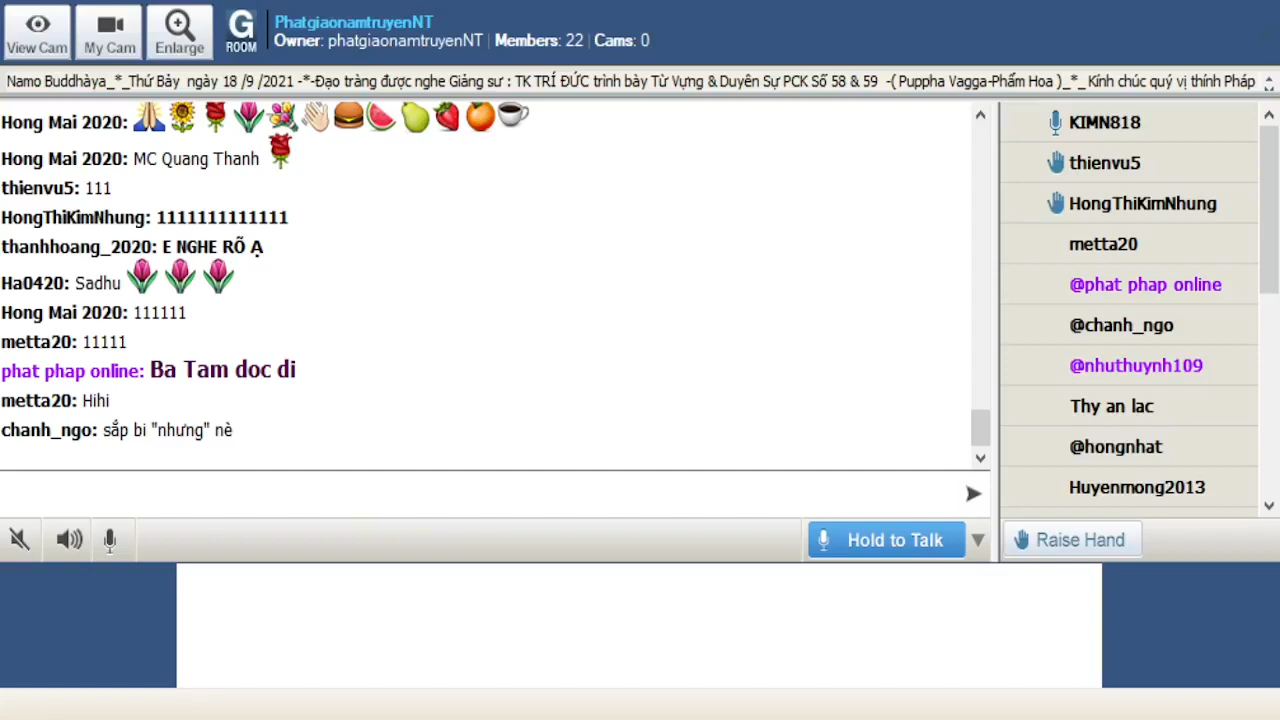 View Cam
My Cam
Enlarge
G
ROOM
PhatgiaonamtruyenNT
Owner: phatgiaonamtruyenNT | Members: 22 | Cams: 0
Namo Buddhàya_*_Thứ Bảy ngày 18 /9 /2021 -*-Đạo tràng được nghe Giảng sư : TK TRÍ ĐỨC trình bày Từ Vựng & Duyên Sự PCK Số 58 & 59 -( Puppha Vagga-Phẩm Hoa )_*_ Kính chúc quý vị thính Pháp
Hong Mai 2020:
Hong Mai 2020: MC Quang Thanh
thienvu5: 111
HongThiKimNhung: 1111111111111
thanhhoang_2020: E NGHE RÕ Ạ
Ha0420: Sadhu
Hong Mai 2020: 111111
metta20: 11111
phat phap online: Ba Tam doc di
metta20: Hihi
chanh_ngo: sắp bi "nhưng" nè
KIMN818
thienvu5
HongThiKimNhung
metta20
@phat phap online
@chanh_ngo
@nhuthuynh109
Thy an lac
@hongnhat
Huyenmong2013
Hold to Talk
Raise Hand